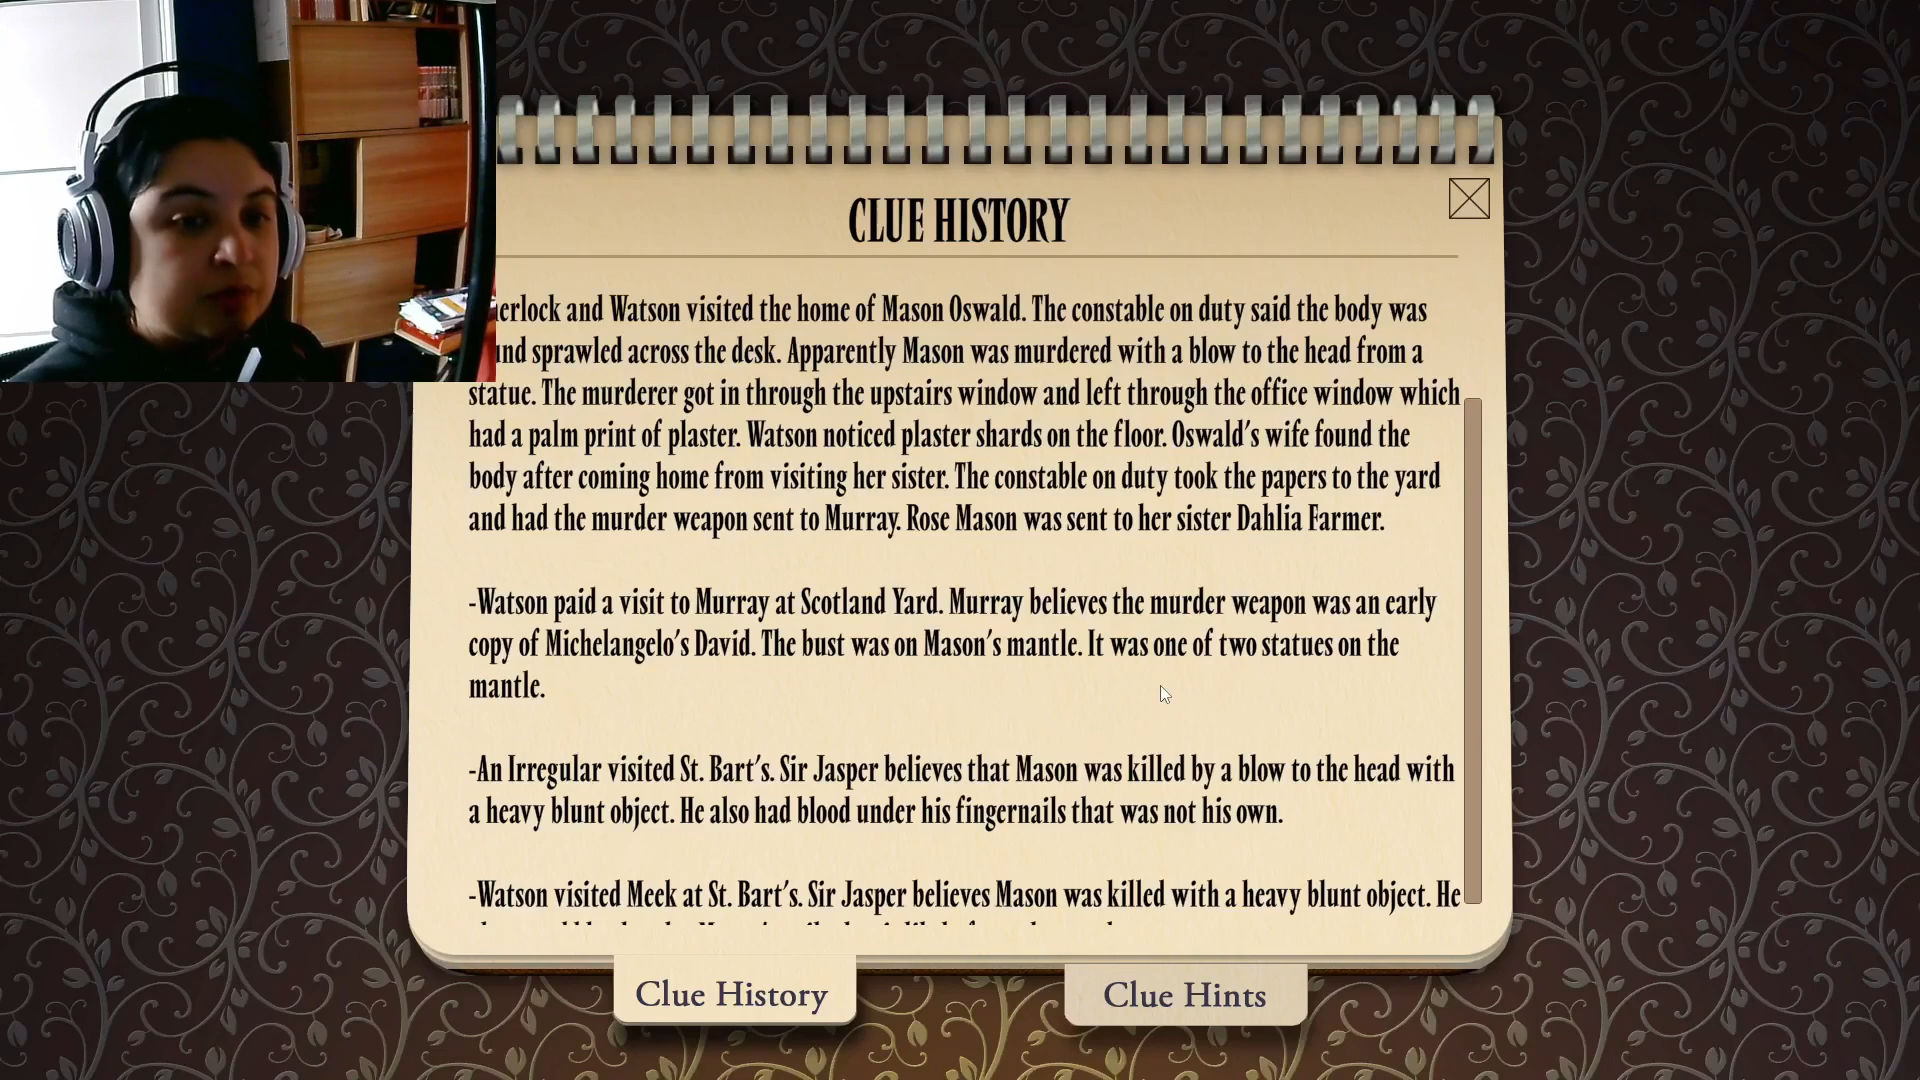 CLUE HISTORY
erlock and Watson visited the home of Mason Oswald. The constable on duty said the body was
nd sprawled across the desk. Apparently Mason was murdered with a blow to the head from a
statue. The murderer got in through the upstairs window and left through the office window which
had a palm print of plaster. Watson noticed plaster shards on the floor. Oswald's wife found the
body after coming home from visiting her sister. The constable on duty took the papers to the yard
and had the murder weapon sent to Murray. Rose Mason was sent to her sister Dahlia Farmer.
-Watson paid a visit to Murray at Scotland Yard. Murray believes the murder weapon was an early
copy of Michelangelo's David. The bust was on Mason's mantle. It was one of two statues on the
mantle.
-An Irregular visited St. Bart's. Sir Jasper believes that Mason was killed by a blow to the head with
a heavy blunt object. He also had blood under his fingernails that was not his own.
-Watson visited Meek at St. Bart's. Sir Jasper believes Mason was killed with a heavy blunt object. He
Clue History
Clue Hints